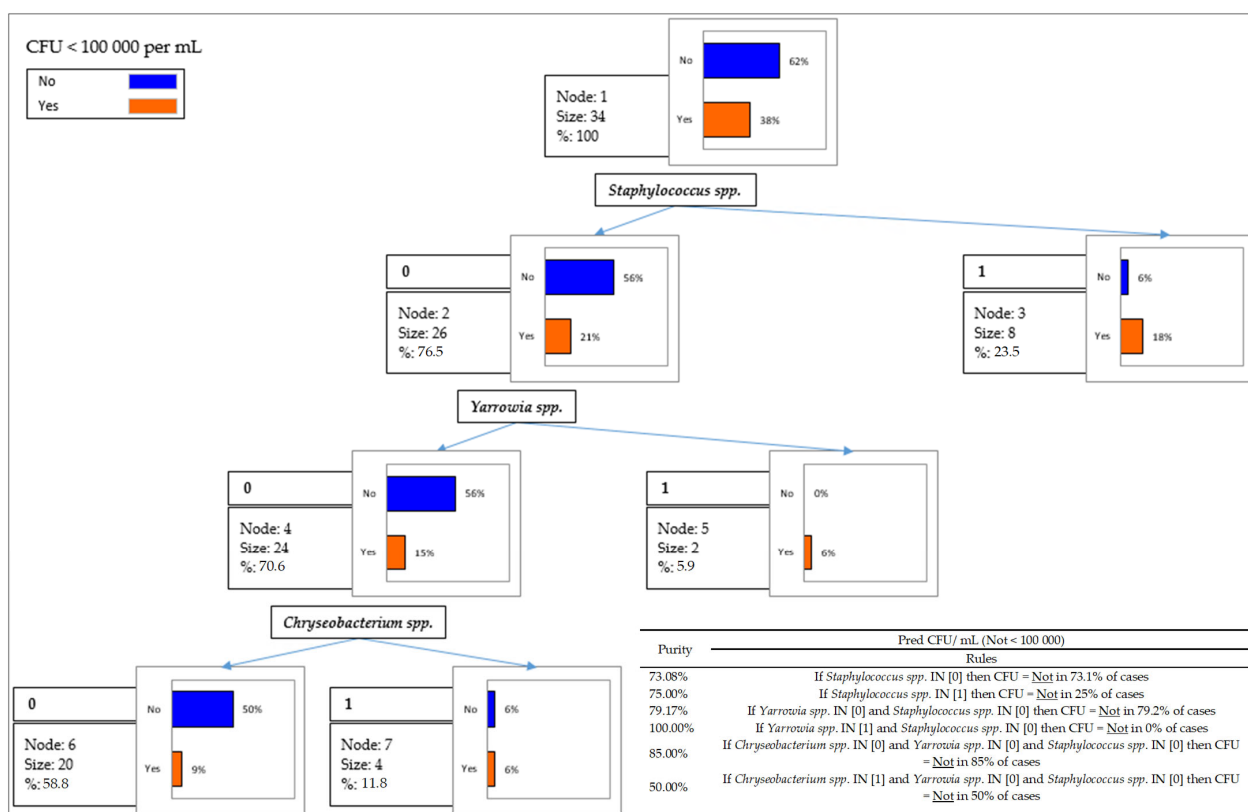 CFU < 100 000 per mL
No
Yes
No
62%
Yes
38%
Node: 1
Size: 34
%: 100
Staphylococcus spp.
0
Node: 2
Size: 26
%: 76.5
No
56%
Yes
21%
1
Node: 3
Size: 8
%: 23.5
No
6%
Yes
18%
Yarrowia spp.
0
Node: 4
Size: 24
%: 70.6
No
56%
Yes
15%
1
Node: 5
Size: 2
%: 5.9
No
0%
Yes
6%
Chryseobacterium spp.
0
Node: 6
Size: 20
%: 58.8
No
50%
Yes
9%
1
Node: 7
Size: 4
%: 11.8
No
6%
Yes
6%
Purity
Pred CFU/ mL (Not < 100 000)
Rules
73.08% If Staphylococcus spp. IN [0] then CFU = Not in 73.1% of cases
75.00% If Staphylococcus spp. IN [1] then CFU = Not in 25% of cases
79.17% If Yarrowia spp. IN [0] and Staphylococcus spp. IN [0] then CFU = Not in 79.2% of cases
100.00% If Yarrowia spp. IN [1] and Staphylococcus spp. IN [0] then CFU = Not in 0% of cases
85.00% If Chryseobacterium spp. IN [0] and Yarrowia spp. IN [0] and Staphylococcus spp. IN [0] then CFU
= Not in 85% of cases
50.00% If Chryseobacterium spp. IN [1] and Yarrowia spp. IN [0] and Staphylococcus spp. IN [0] then CFU
= Not in 50% of cases